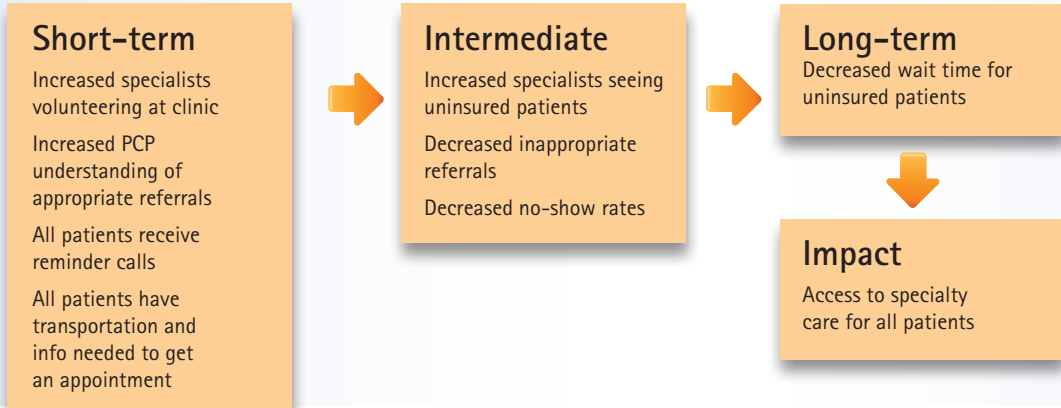 Short-term
Increased specialists
volunteering at clinic
Increased PCP
understanding of
appropriate referrals
All patients receive
reminder calls
All patients have
transportation and
info needed to get
an appointment
Intermediate
Increased specialists seeing
uninsured patients
Decreased inappropriate
referrals
Decreased no-show rates
Long-term
Decreased wait time for
uninsured patients
Impact
Access to specialty
care for all patients